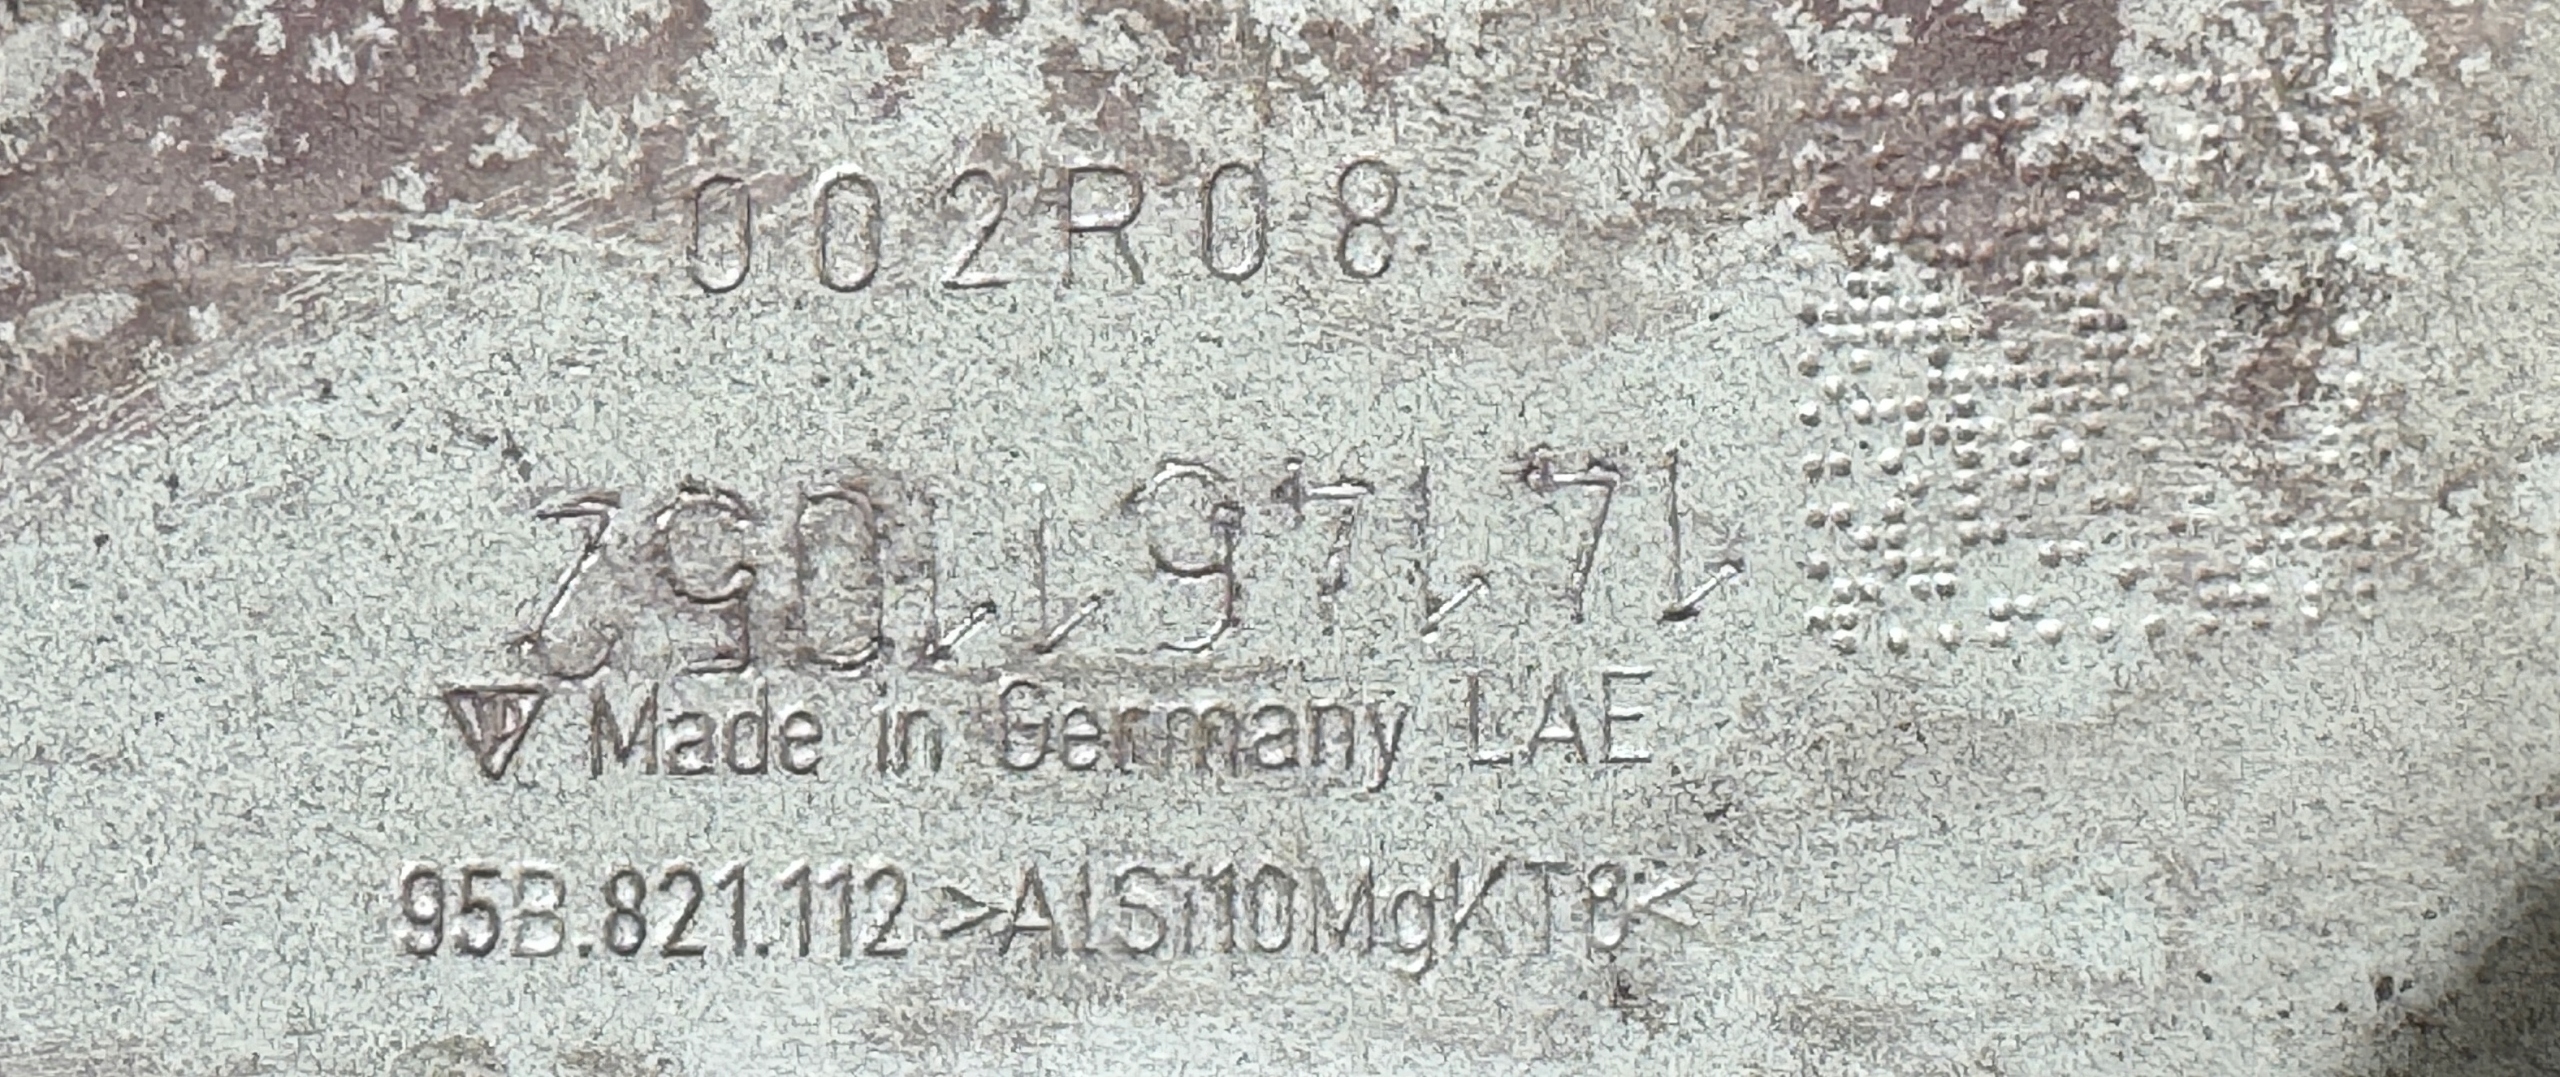 002R08
Made in Germany LAE
95B.821.112 >ALSi10MgKT8<